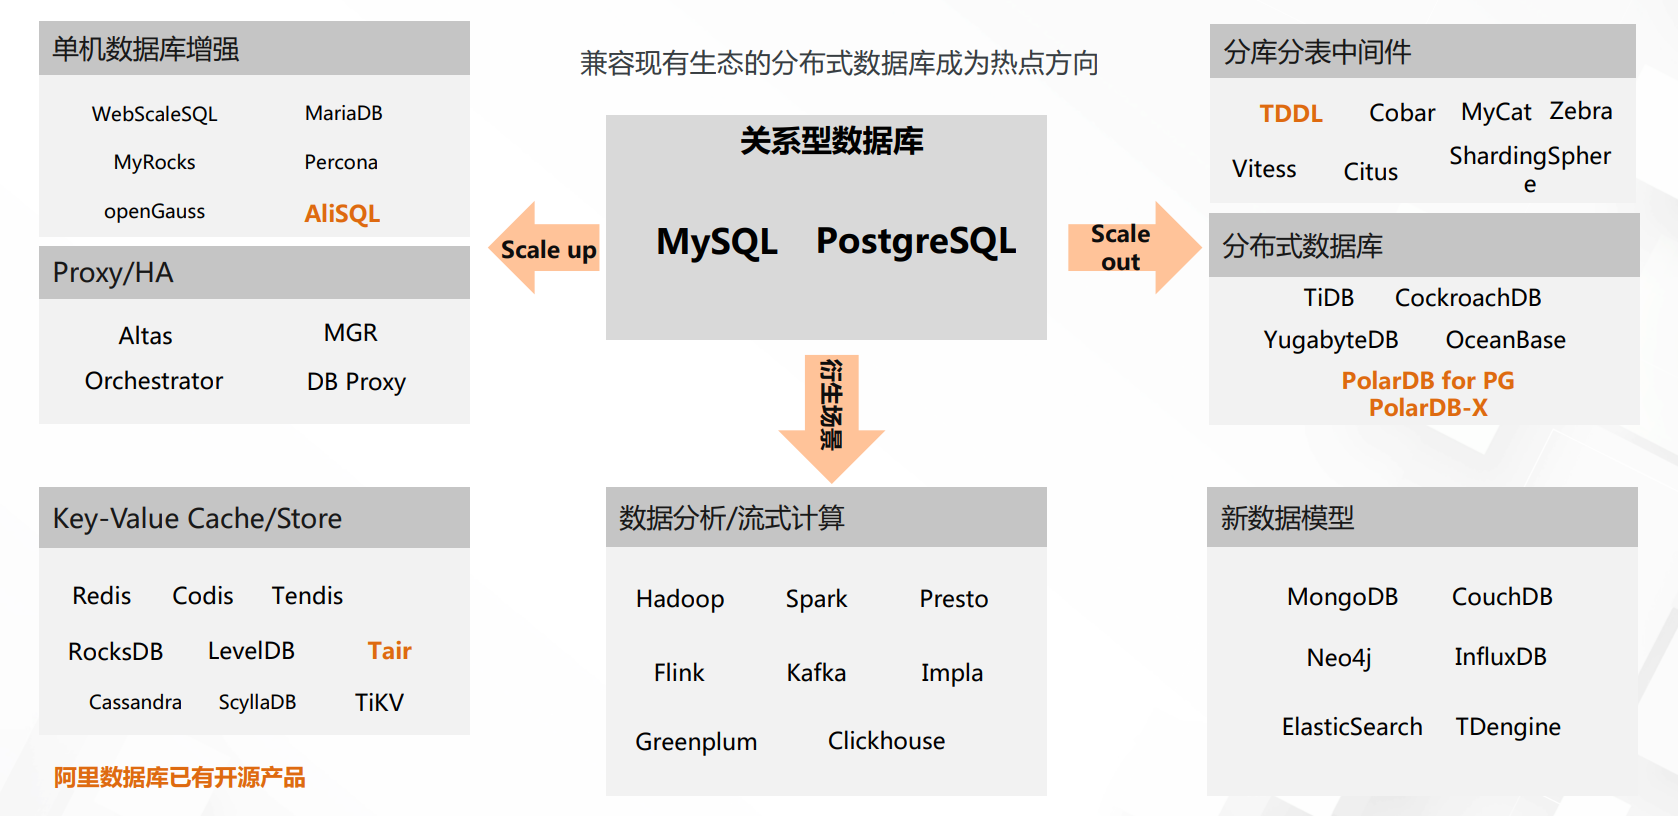 单机数据库增强
WebScaleSQL MariaDB
MyRocks Percona
openGauss AliSQL
Proxy/HA
Altas MGR
Orchestrator DB Proxy
兼容现有生态的分布式数据库成为热点方向
关系型数据库
MySQL PostgreSQL
Scale up
Scale
out
衍生场景
分库分表中间件
TDDL Cobar MyCat Zebra
Vitess Citus ShardingSpher
e
分布式数据库
TiDB CockroachDB
YugabyteDB OceanBase
PolarDB for PG
PolarDB-X
Key-Value Cache/Store
Redis Codis Tendis
RocksDB LevelDB Tair
Cassandra ScyllaDB TiKV
阿里数据库已有开源产品
数据分析/流式计算
Hadoop Spark Presto
Flink Kafka Impla
Greenplum Clickhouse
新数据模型
MongoDB CouchDB
Neo4j InfluxDB
ElasticSearch TDengine